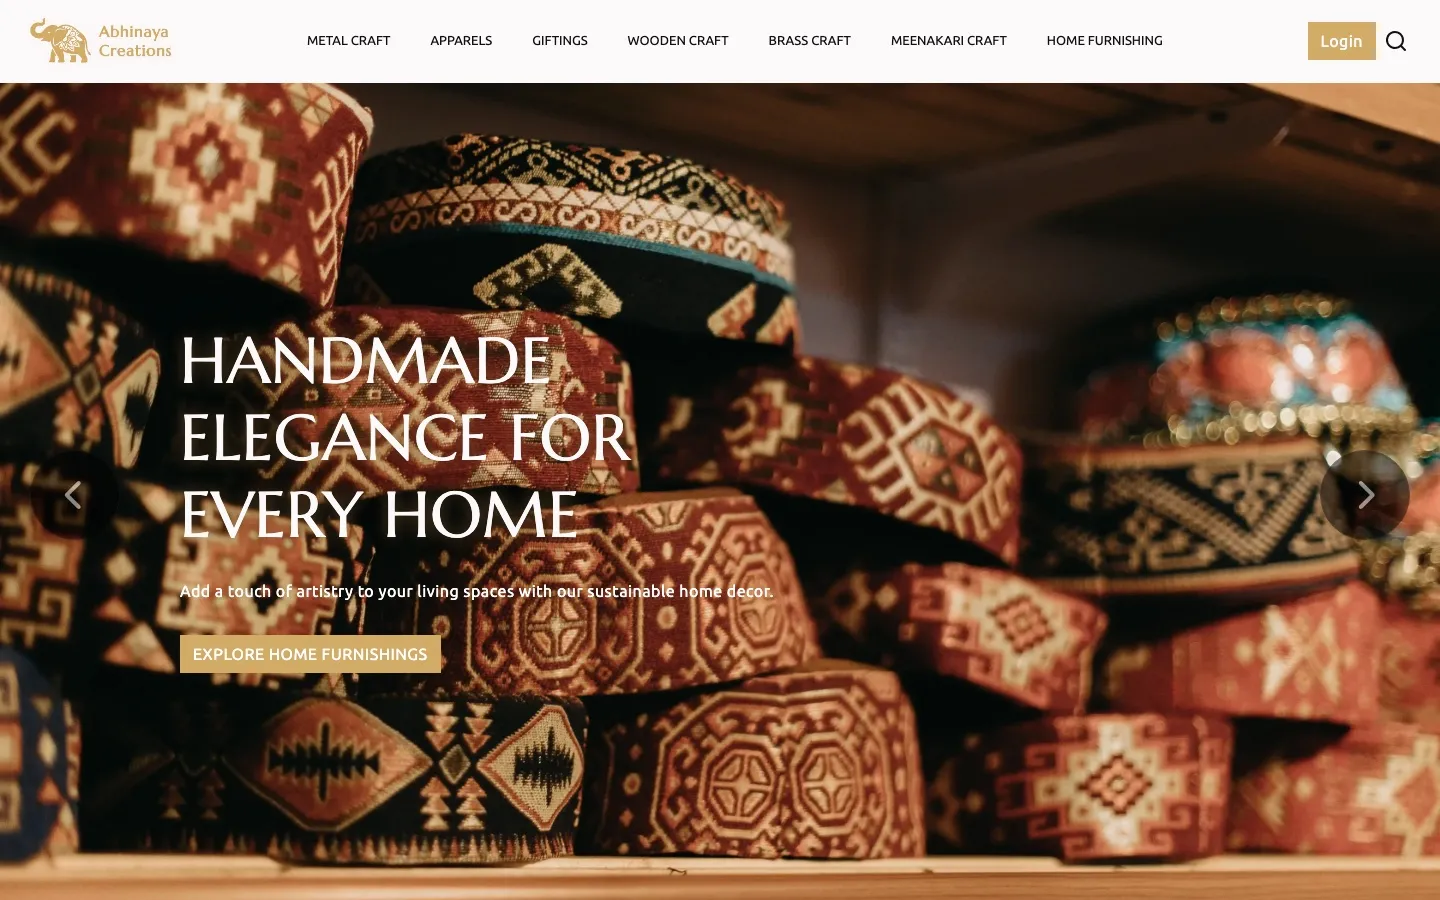 Abhinaya
Creations
METAL CRAFT
APPARELS
GIFTINGS
WOODEN CRAFT
BRASS CRAFT
MEENAKARI CRAFT
HOME FURNISHING
Login
HANDMADE
ELEGANCE FOR
EVERY HOME
Add a touch of artistry to your living spaces with our sustainable home decor.
EXPLORE HOME FURNISHINGS